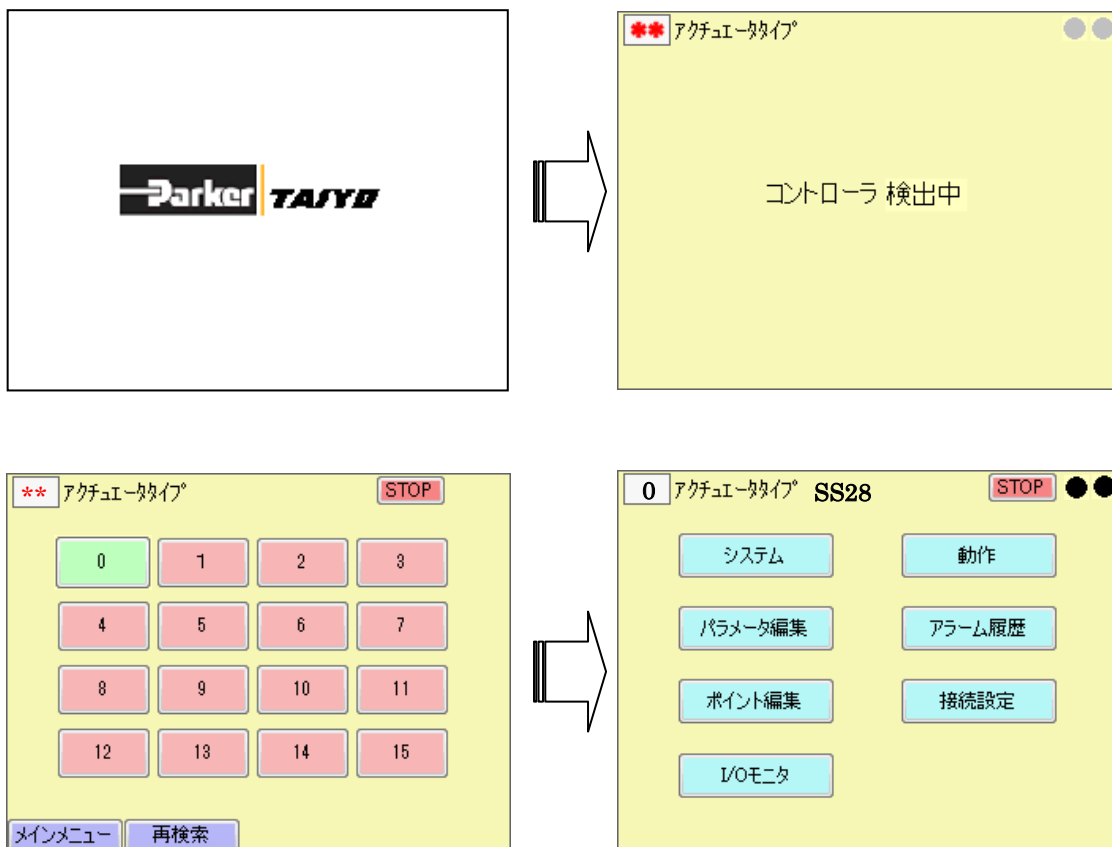 Parker TAIYO
** アクチュエータタイプ
コントローラ 検出中
** アクチュエータタイプ STOP
0 1 2 3
4 5 6 7
8 9 10 11
12 13 14 15
メインメニュー 再検索
0 アクチュエータタイプ SS28 STOP
システム 動作
パラメータ編集 アラーム履歴
ポイント編集 接続設定
I/Oモニタ